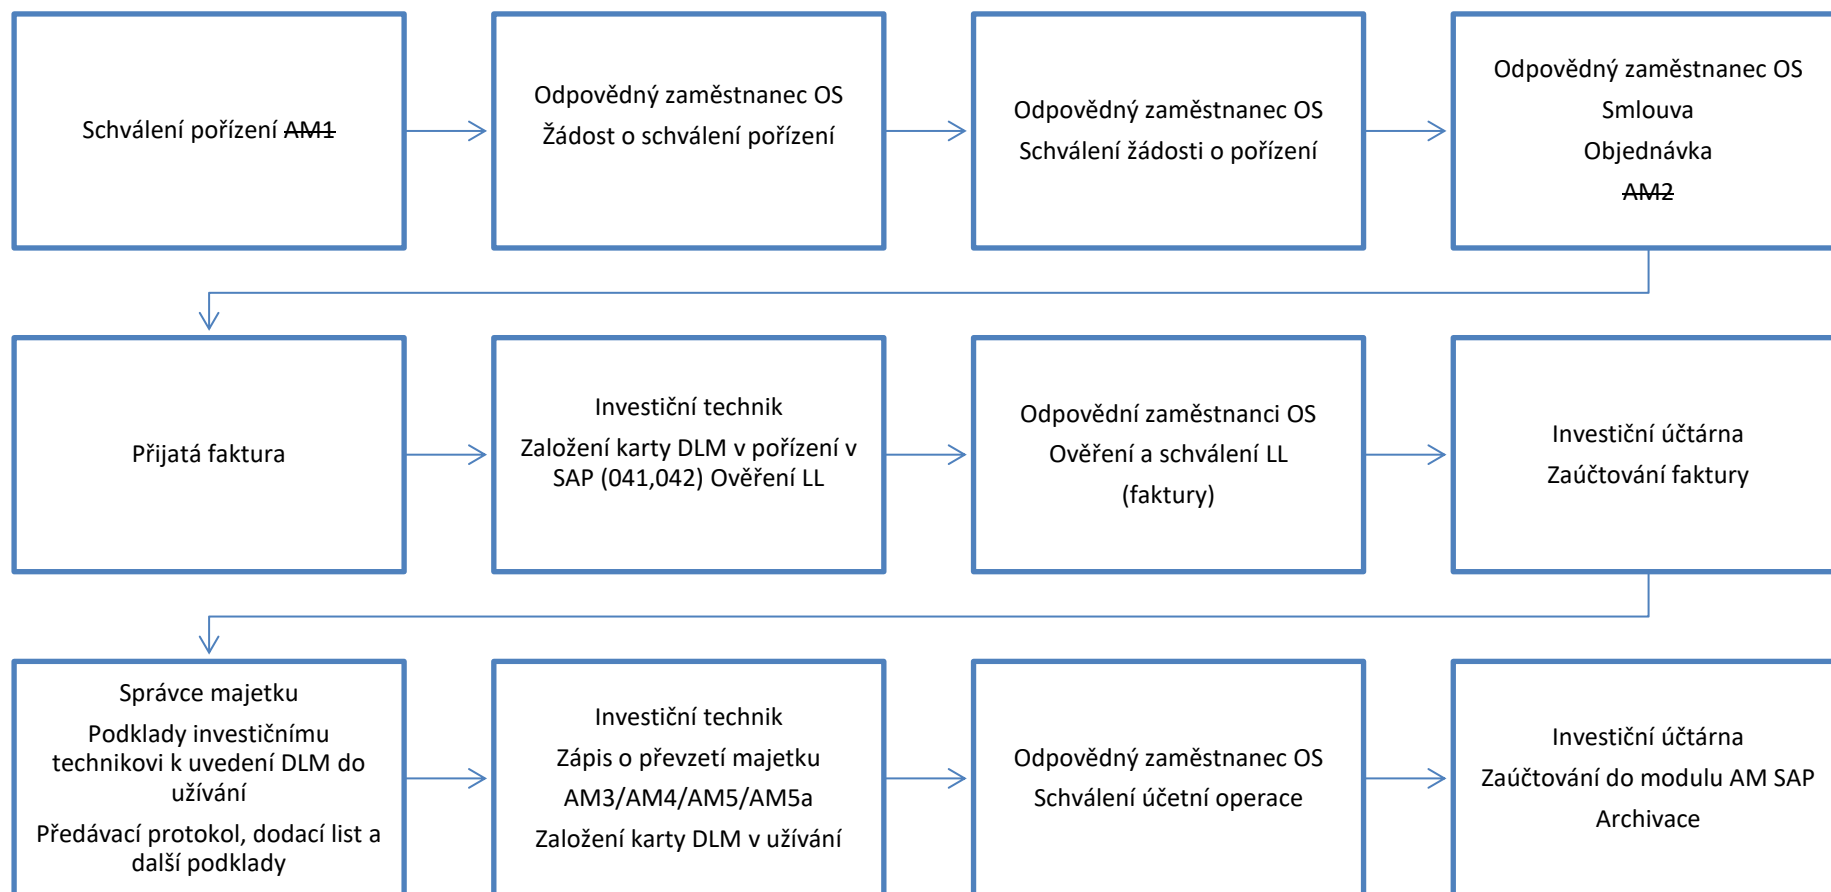 Schválení pořízení AM1
Odpovědný zaměstnanec OS
Žádost o schválení pořízení
Odpovědný zaměstnanec OS
Schválení žádosti o pořízení
Odpovědný zaměstnanec OS
Smlouva
Objednávka
AM2
Přijatá faktura
Investiční technik
Založení karty DLM v pořízení v
SAP (041,042) Ověření LL
Odpovědní zaměstnanci OS
Ověření a schválení LL
(faktury)
Investiční účtárna
Zaúčtování faktury
Správce majetku
Podklady investičnímu
technikovi k uvedení DLM do
užívání
Předávací protokol, dodací list a
další podklady
Investiční technik
Zápis o převzetí majetku
AM3/AM4/AM5/AM5a
Založení karty DLM v užívání
Odpovědný zaměstnanec OS
Schválení účetní operace
Investiční účtárna
Zaúčtování do modulu AM SAP
Archivace